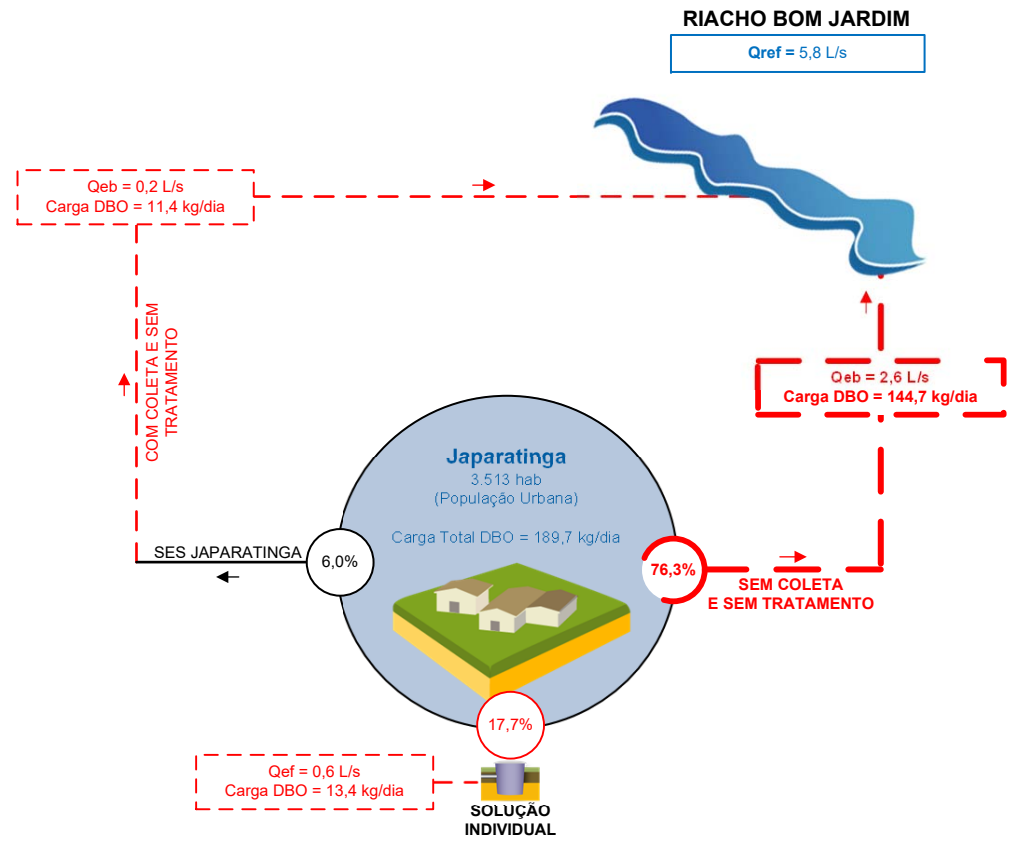 RIACHO BOM JARDIM
Qref = 5,8 L/s
Qeb = 0,2 L/s
Carga DBO = 11,4 kg/dia
COM COLETA E SEM
TRATAMENTO
Qeb = 2,6 L/s
Carga DBO = 144,7 kg/dia
Japaratinga
3.513 hab
(População Urbana)
Carga Total DBO = 189,7 kg/dia
SES JAPARATINGA
6,0%
76,3%
SEM COLETA
E SEM TRATAMENTO
17,7%
Qef = 0,6 L/s
Carga DBO = 13,4 kg/dia
SOLUÇÃO
INDIVIDUAL